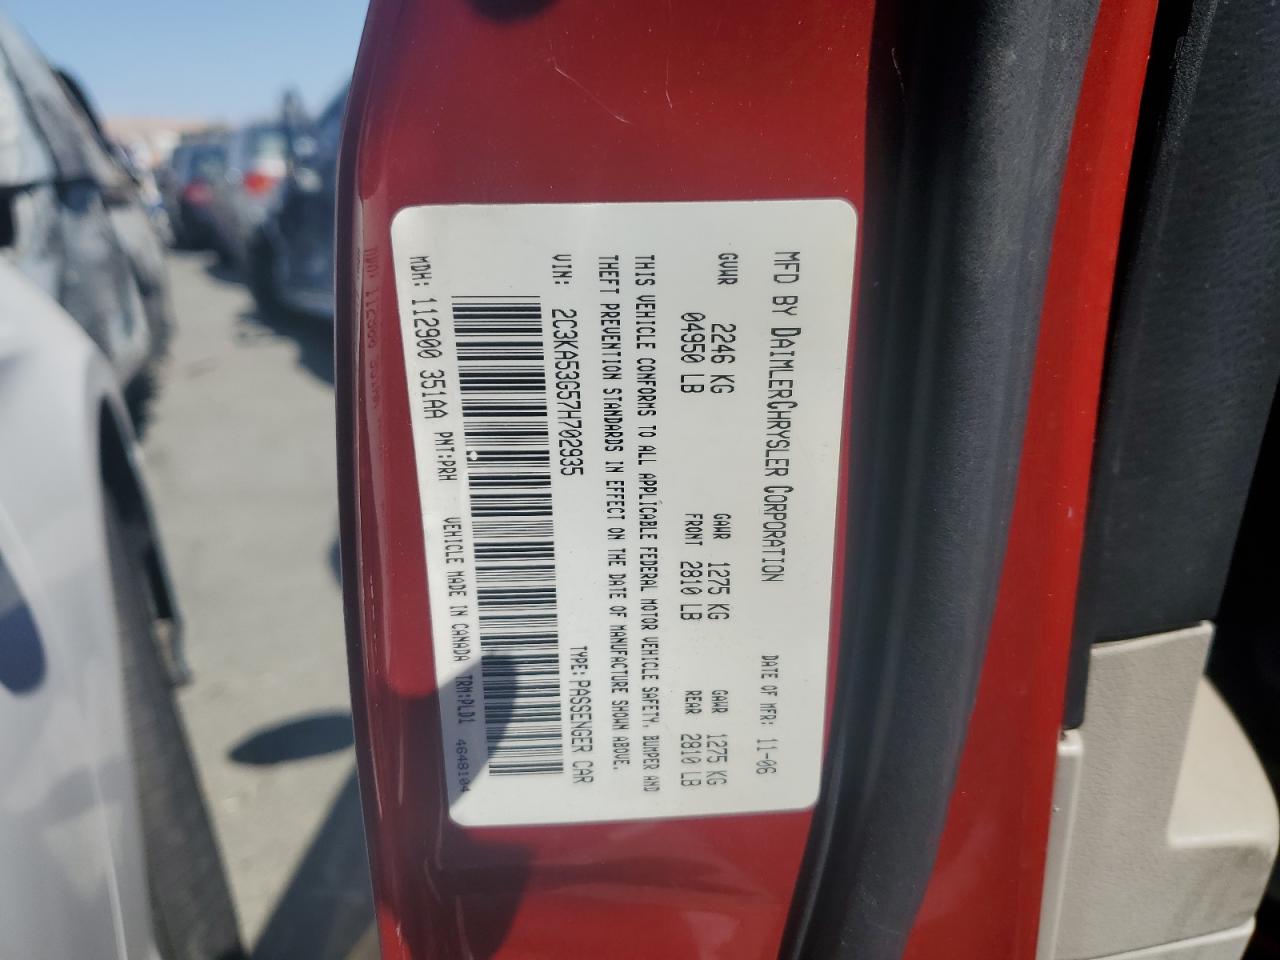 MFD BY DAIMLERCHRYSLER CORPORATION DATE OF MFR: 11-06
GVWR 2246 KG GAWR 1275 KG GAWR 1275 KG
04950 LB FRONT 2810 LB REAR 2810 LB
THIS VEHICLE CONFORMS TO ALL APPLICABLE FEDERAL MOTOR VEHICLE SAFETY, BUMPER AND
THEFT PREVENTION STANDARDS IN EFFECT ON THE DATE OF MANUFACTURE SHOWN ABOVE.
VIN: 2C3KA53G57H702935 TYPE: PASSENGER CAR
MDH: 112900 351AA PNT:PRH VEHICLE MADE IN CANADA TRM:PLD1 4648104